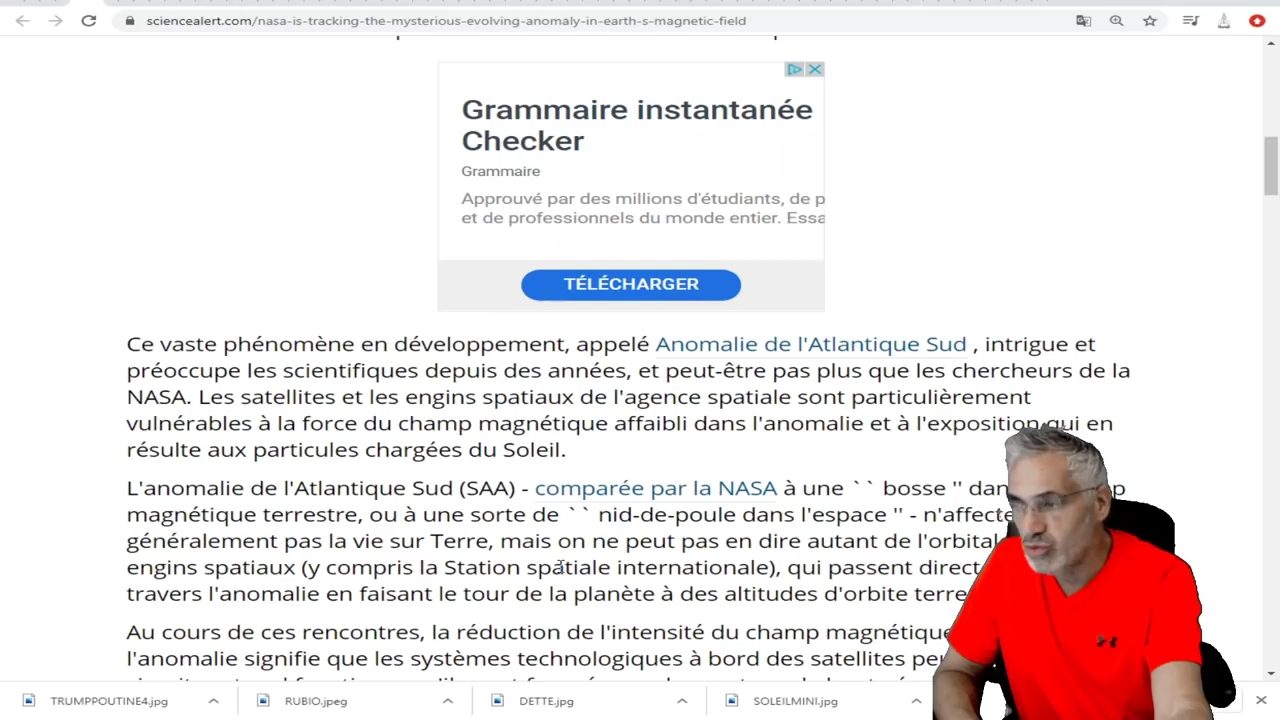 sciencealert.com/nasa-is-tracking-the-mysterious-evolving-anomaly-in-earth-s-magnetic-field
Grammaire instantanée
Checker
Grammaire
Approuvé par des millions d'étudiants, de p
et de professionnels du monde entier. Essa
TÉLÉCHARGER
Ce vaste phénomène en développement, appelé Anomalie de l'Atlantique Sud , intrigue et
préoccupe les scientifiques depuis des années, et peut-être pas plus que les chercheurs de la
NASA. Les satellites et les engins spatiaux de l'agence spatiale sont particulièrement
vulnérables à la force du champ magnétique affaibli dans l'anomalie et à l'exposition qui en
résulte aux particules chargées du Soleil.
L'anomalie de l'Atlantique Sud (SAA) - comparée par la NASA à une `` bosse '' dan
magnétique terrestre, ou à une sorte de `` nid-de-poule dans l'espace '' - n'affecte
généralement pas la vie sur Terre, mais on ne peut pas en dire autant de l'orbital
engins spatiaux (y compris la Station spatiale internationale), qui passent direct
travers l'anomalie en faisant le tour de la planète à des altitudes d'orbite terre
Au cours de ces rencontres, la réduction de l'intensité du champ magnétique
l'anomalie signifie que les systèmes technologiques à bord des satellites peu
TRUMPPOUTINE4.jpg
RUBIO.jpeg
DETTE.jpg
SOLEILMINI.jpg